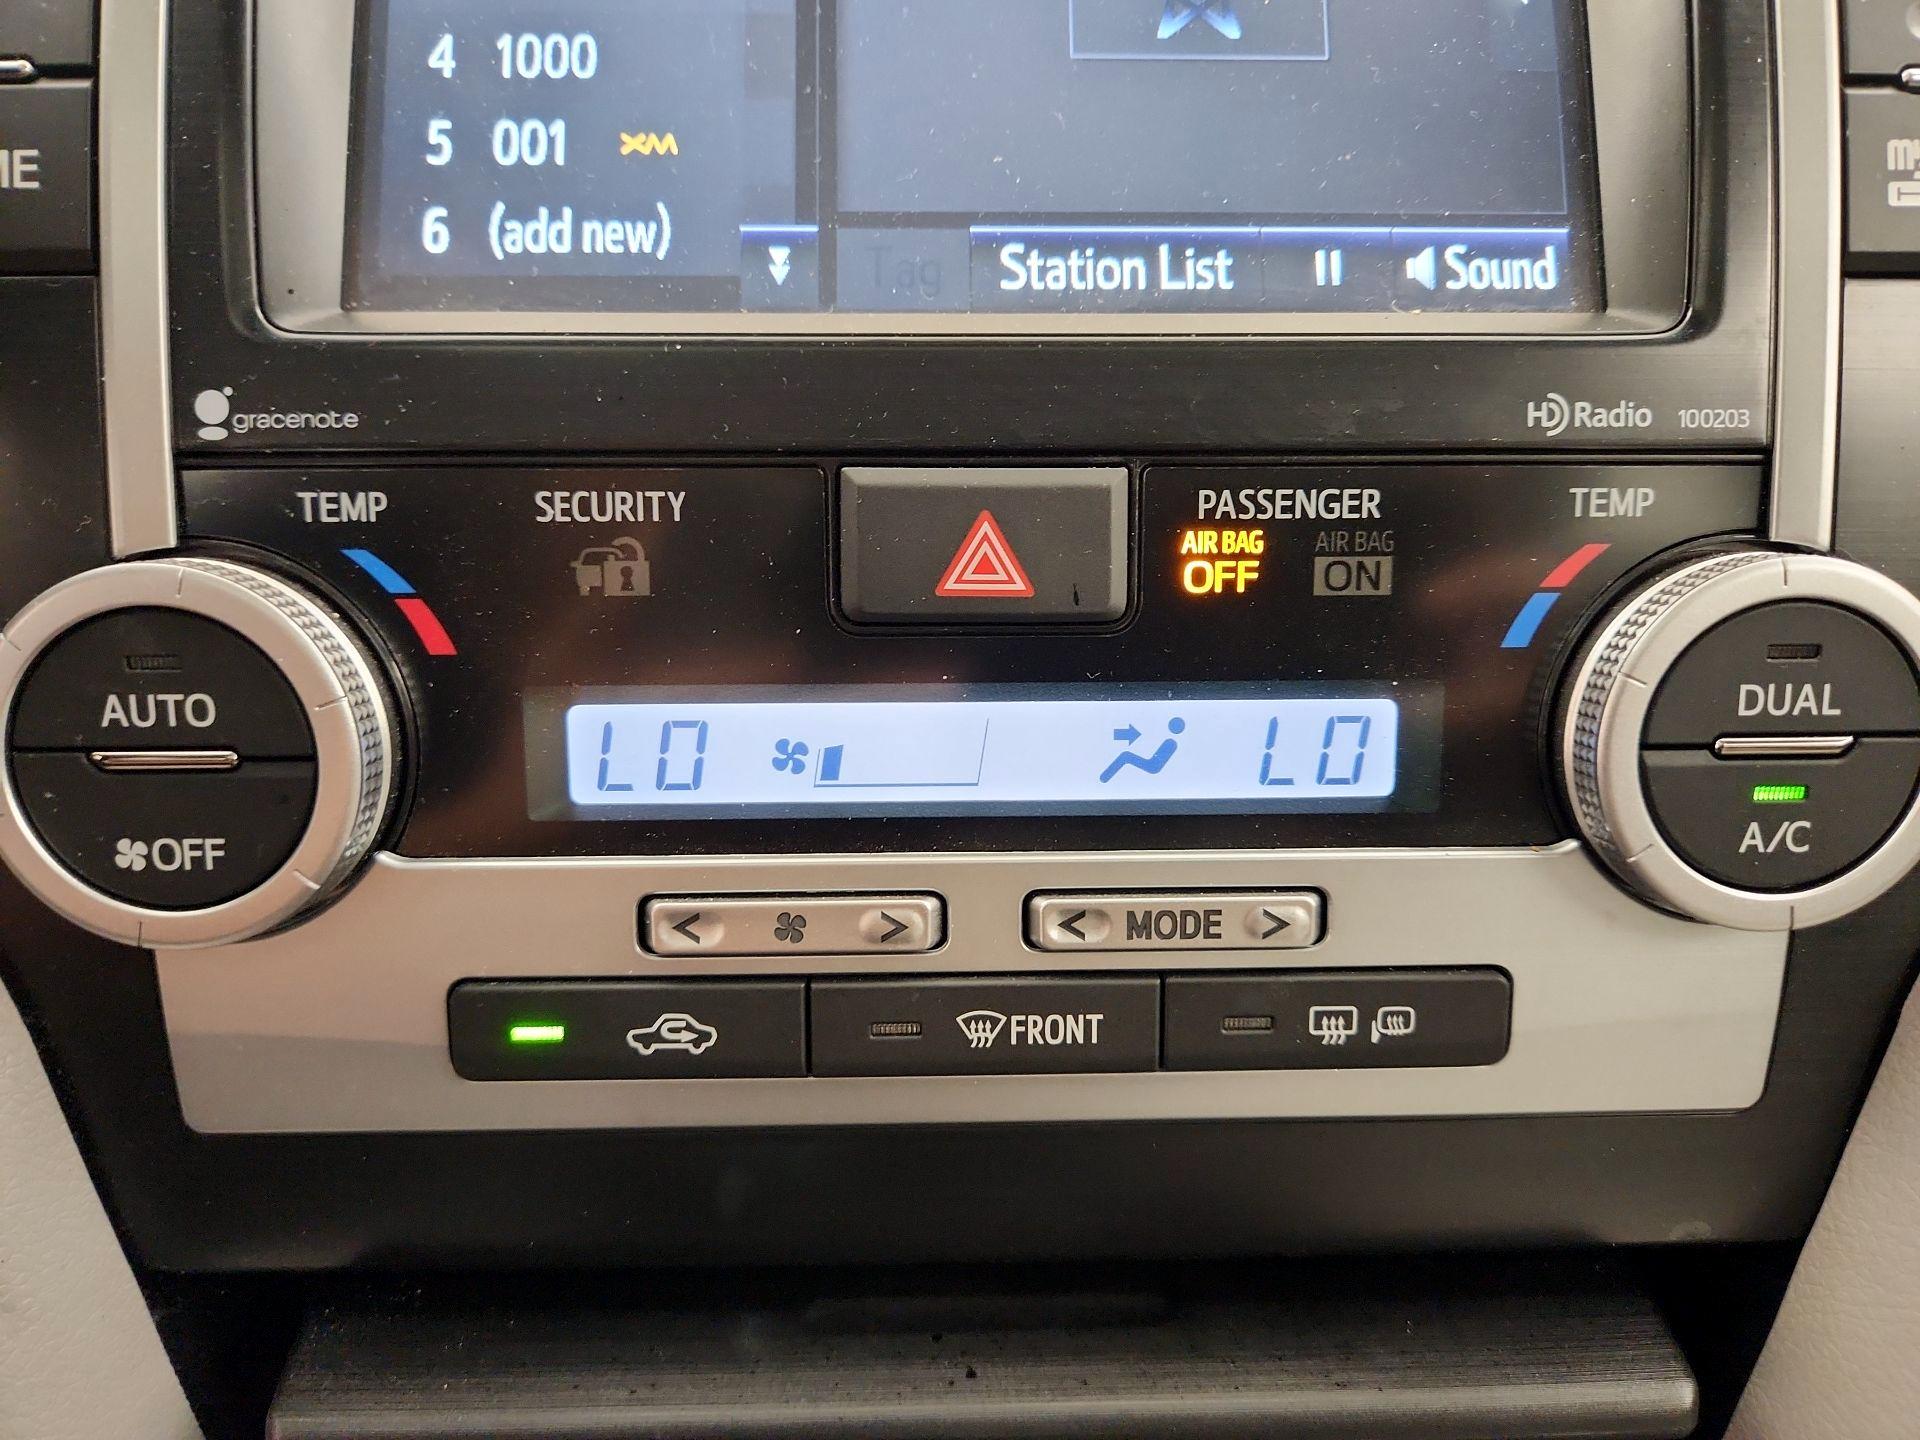 4 1000
5 001 XM
6 (add new)
Tag
Station List
Sound
gracenote
HD Radio 100203
TEMP
SECURITY
PASSENGER
AIR BAG OFF
AIR BAG ON
TEMP
AUTO
OFF
LO
LO
DUAL
A/C
< >
< MODE >
FRONT